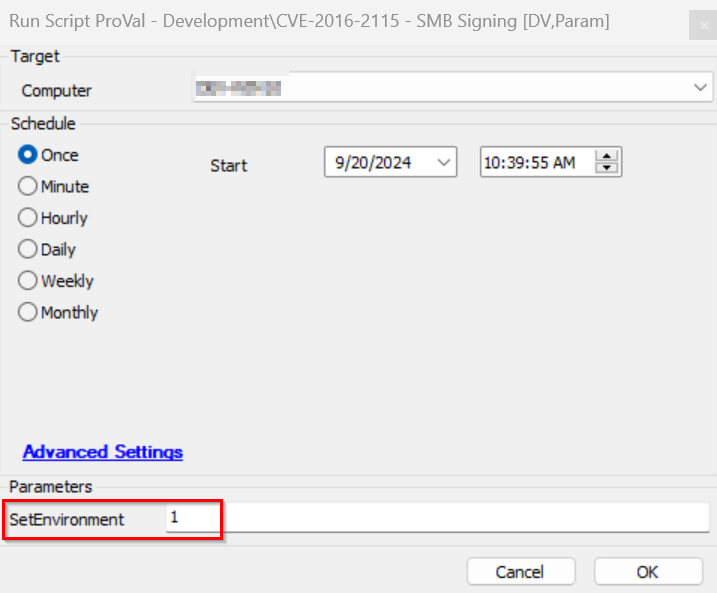 Run Script ProVal - Development\CVE-2016-2115 - SMB Signing [DV,Param]
Target
Computer
Schedule
Once
Start
9/20/2024
10:39:55 AM
Minute
Hourly
Daily
Weekly
Monthly
Advanced Settings
Parameters
SetEnvironment
1
Cancel
OK